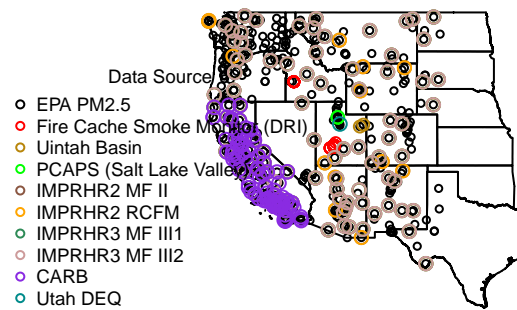 Data Source
EPA PM2.5
Fire Cache Smoke Monitor (DRI)
Uintah Basin
PCAPS (Salt Lake Valley)
IMPRHR2 MF II
IMPRHR2 RCFM
IMPRHR3 MF III1
IMPRHR3 MF III2
CARB
Utah DEQ